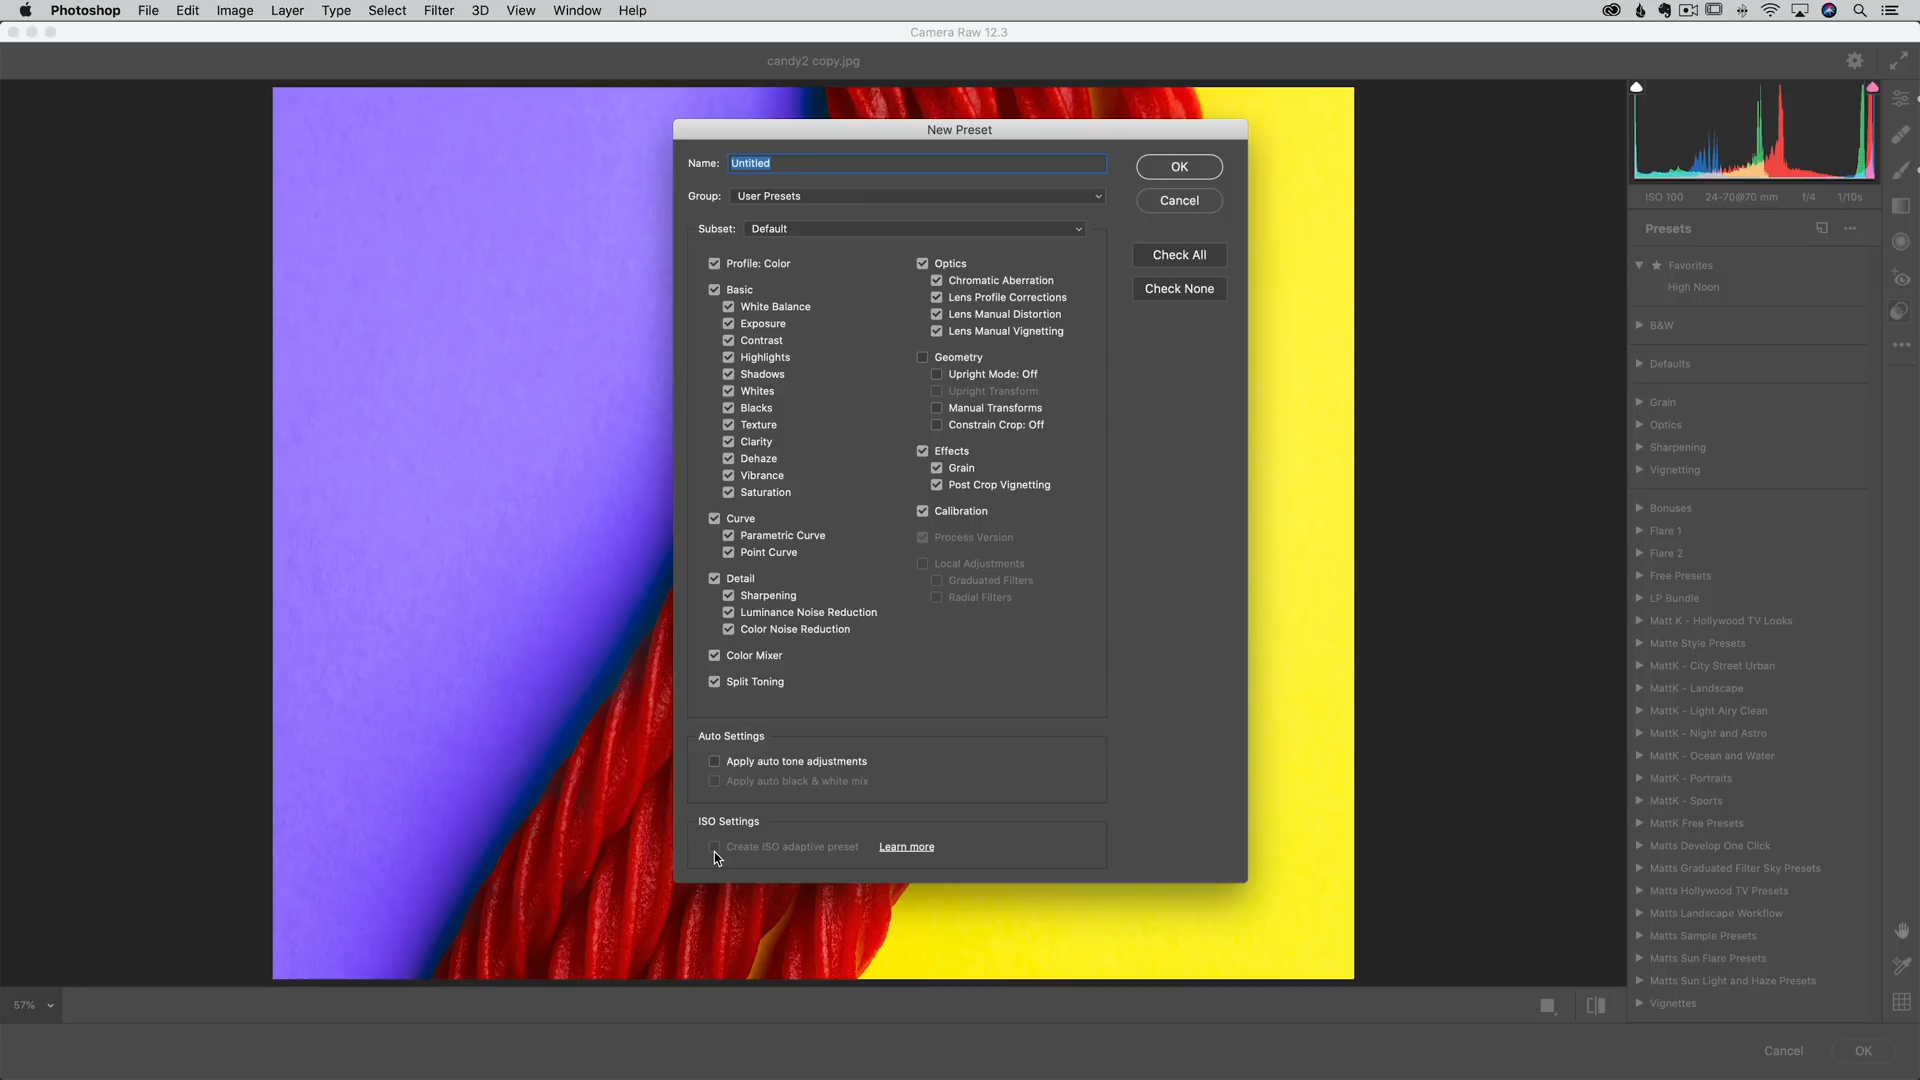 Photoshop File Edit Image Layer Type Select Filter 3D View Window Help
Camera Raw 12.3
candy2 copy.jpg
New Preset
Name: Untitled
OK
Group: User Presets
Cancel
Subset: Default
Check All
Check None
Profile: Color
Basic
White Balance
Exposure
Contrast
Highlights
Shadows
Whites
Blacks
Texture
Clarity
Dehaze
Vibrance
Saturation
Curve
Parametric Curve
Point Curve
Detail
Sharpening
Luminance Noise Reduction
Color Noise Reduction
Color Mixer
Split Toning
Optics
Chromatic Aberration
Lens Profile Corrections
Lens Manual Distortion
Lens Manual Vignetting
Geometry
Upright Mode: Off
Upright Transform
Manual Transforms
Constrain Crop: Off
Effects
Grain
Post Crop Vignetting
Calibration
Process Version
Local Adjustments
Graduated Filters
Radial Filters
Auto Settings
Apply auto tone adjustments
Apply auto black & white mix
ISO Settings
Create ISO adaptive preset Learn more
ISO 100 24-70@70 mm f/4 1/10s
Presets
Favorites
High Noon
B&W
Defaults
Grain
Optics
Sharpening
Vignetting
Bonuses
Flare 1
Flare 2
Free Presets
LP Bundle
Matt K - Hollywood TV Looks
Matte Style Presets
MattK - City Street Urban
MattK - Landscape
MattK - Light Airy Clean
MattK - Night and Astro
MattK - Ocean and Water
MattK - Portraits
MattK - Sports
MattK Free Presets
Matts Develop One Click
Matts Graduated Filter Sky Presets
Matts Hollywood TV Presets
Matts Landscape Workflow
Matts Sample Presets
Matts Sun Flare Presets
Matts Sun Light and Haze Presets
Vignettes
57%
Cancel OK